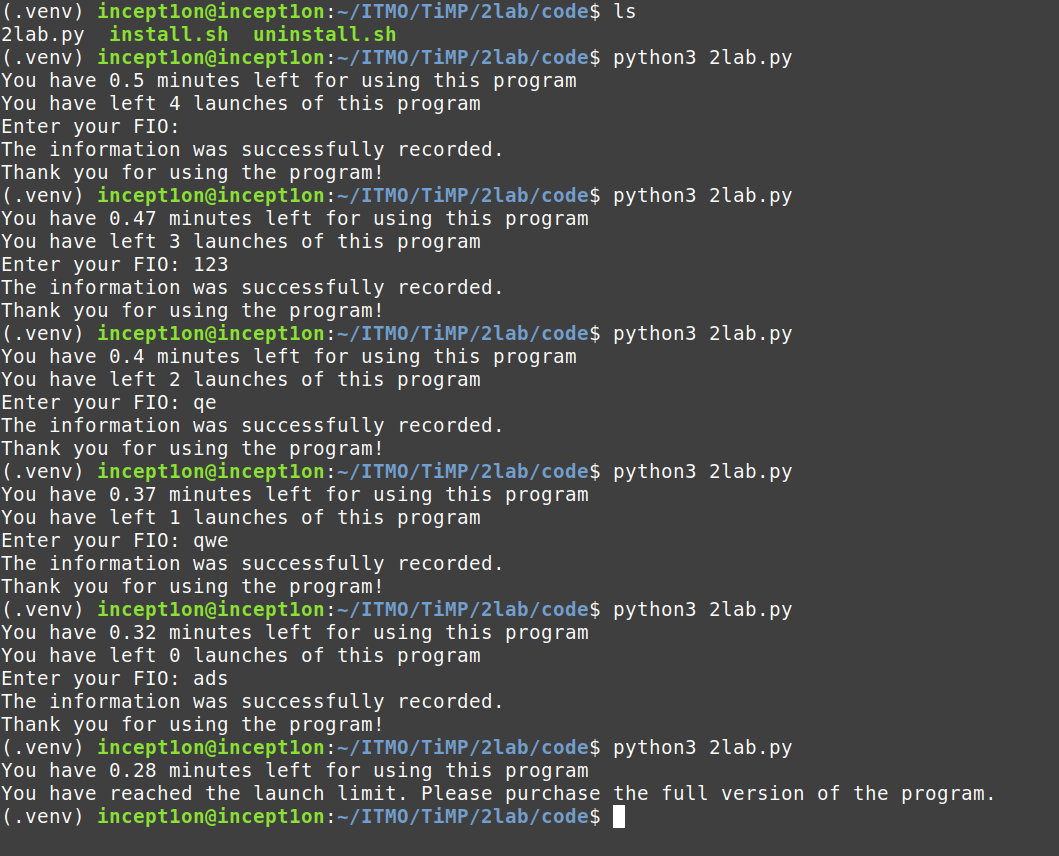 (.venv) incept1on@incept1on:~/ITMO/TiMP/2lab/code$ ls
2lab.py  install.sh  uninstall.sh
(.venv) incept1on@incept1on:~/ITMO/TiMP/2lab/code$ python3 2lab.py
You have 0.5 minutes left for using this program
You have left 4 launches of this program
Enter your FIO:
The information was successfully recorded.
Thank you for using the program!
(.venv) incept1on@incept1on:~/ITMO/TiMP/2lab/code$ python3 2lab.py
You have 0.47 minutes left for using this program
You have left 3 launches of this program
Enter your FIO: 123
The information was successfully recorded.
Thank you for using the program!
(.venv) incept1on@incept1on:~/ITMO/TiMP/2lab/code$ python3 2lab.py
You have 0.4 minutes left for using this program
You have left 2 launches of this program
Enter your FIO: qe
The information was successfully recorded.
Thank you for using the program!
(.venv) incept1on@incept1on:~/ITMO/TiMP/2lab/code$ python3 2lab.py
You have 0.37 minutes left for using this program
You have left 1 launches of this program
Enter your FIO: qwe
The information was successfully recorded.
Thank you for using the program!
(.venv) incept1on@incept1on:~/ITMO/TiMP/2lab/code$ python3 2lab.py
You have 0.32 minutes left for using this program
You have left 0 launches of this program
Enter your FIO: ads
The information was successfully recorded.
Thank you for using the program!
(.venv) incept1on@incept1on:~/ITMO/TiMP/2lab/code$ python3 2lab.py
You have 0.28 minutes left for using this program
You have reached the launch limit. Please purchase the full version of the program.
(.venv) incept1on@incept1on:~/ITMO/TiMP/2lab/code$